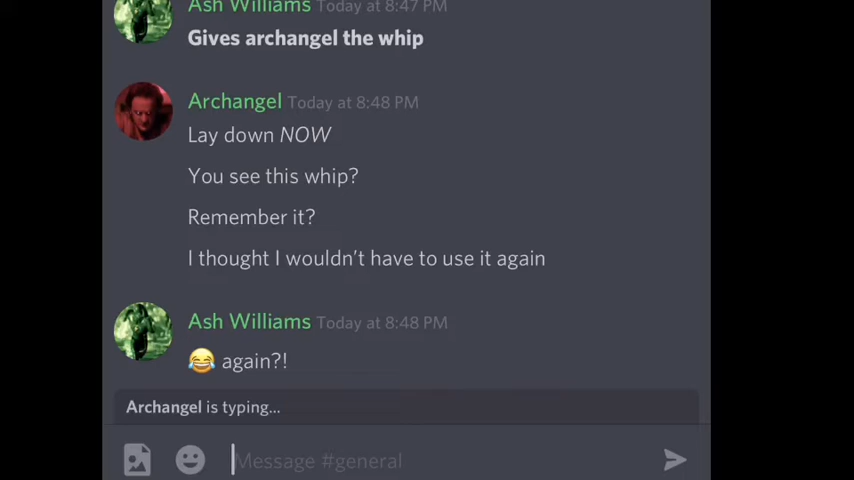 Ash Williams Today at 8:47 PM
Gives archangel the whip
Archangel Today at 8:48 PM
Lay down NOW
You see this whip?
Remember it?
I thought I wouldn’t have to use it again
Ash Williams Today at 8:48 PM
😂 again?!
Archangel is typing...
Message #general